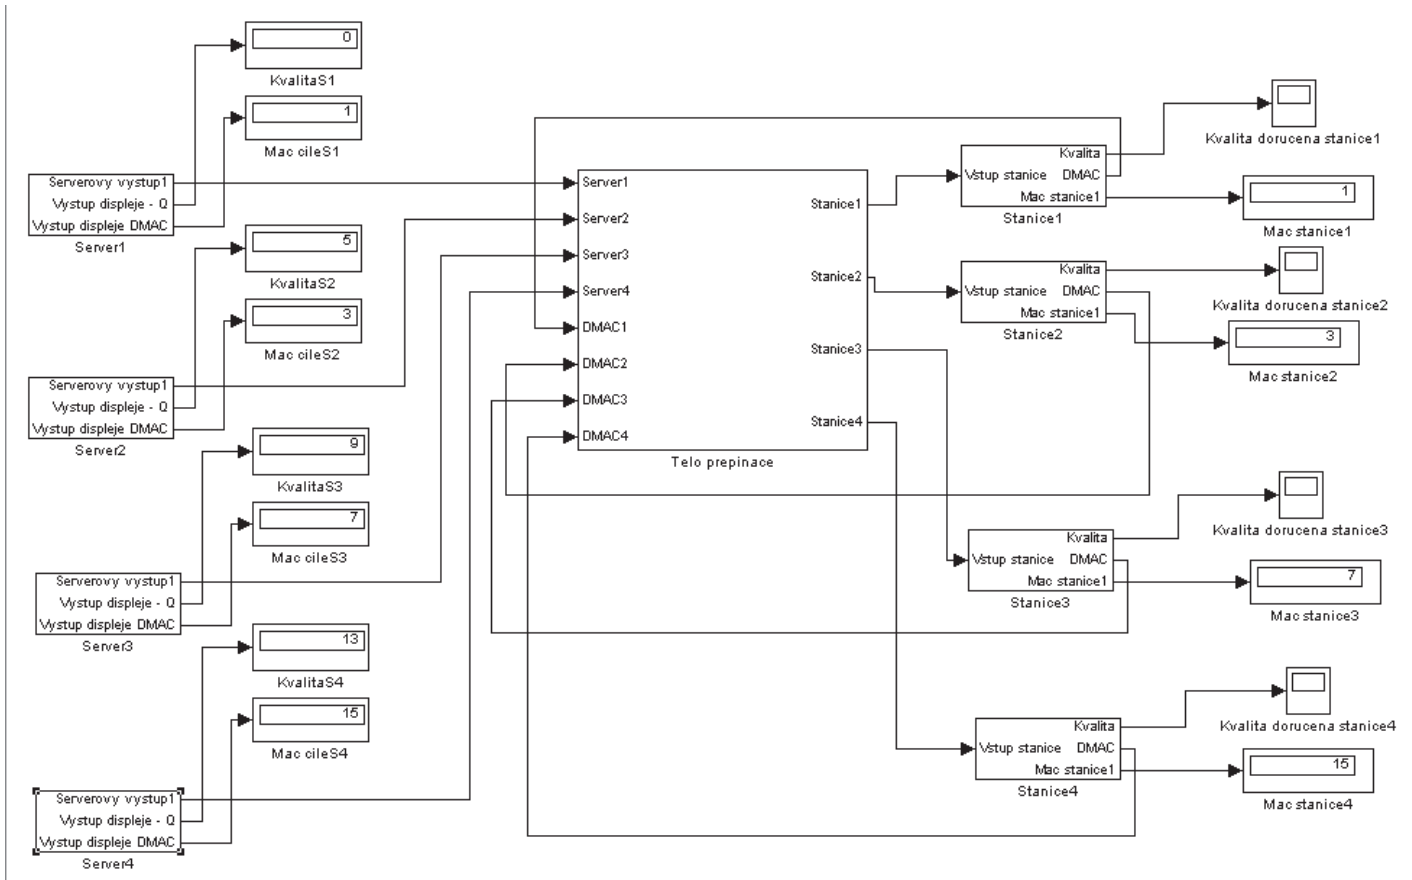 0
KvalitaS1
1
Mac cileS1
Serverovy vystup1
Vystup displeje - Q
Vystup displeje DMAC
Server1
5
KvalitaS2
3
Mac cileS2
Serverovy vystup1
Vystup displeje - Q
Vystup displeje DMAC
Server2
9
KvalitaS3
7
Mac cileS3
Serverovy vystup1
Vystup displeje - Q
Vystup displeje DMAC
Server3
13
KvalitaS4
15
Mac cileS4
Serverovy vystup1
Vystup displeje - Q
Vystup displeje DMAC
Server4
Server1
Server2
Server3
Server4
DMAC1
DMAC2
DMAC3
DMAC4
Stanice1
Stanice2
Stanice3
Stanice4
Telo prepinace
Kvalita
Vstup stanice DMAC
Mac stanice1
Stanice1
Kvalita dorucena stanice1
1
Mac stanice1
Kvalita
Vstup stanice DMAC
Mac stanice1
Stanice2
Kvalita dorucena stanice2
3
Mac stanice2
Kvalita
Vstup stanice DMAC
Mac stanice1
Stanice3
Kvalita dorucena stanice3
7
Mac stanice3
Kvalita
Vstup stanice DMAC
Mac stanice1
Stanice4
Kvalita dorucena stanice4
15
Mac stanice4